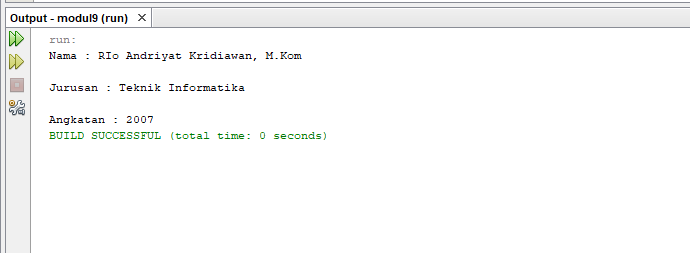 Output - modul9 (run) ×
run:
Nama : RIo Andriyat Kridiawan, M.Kom
Jurusan : Teknik Informatika
Angkatan : 2007
BUILD SUCCESSFUL (total time: 0 seconds)